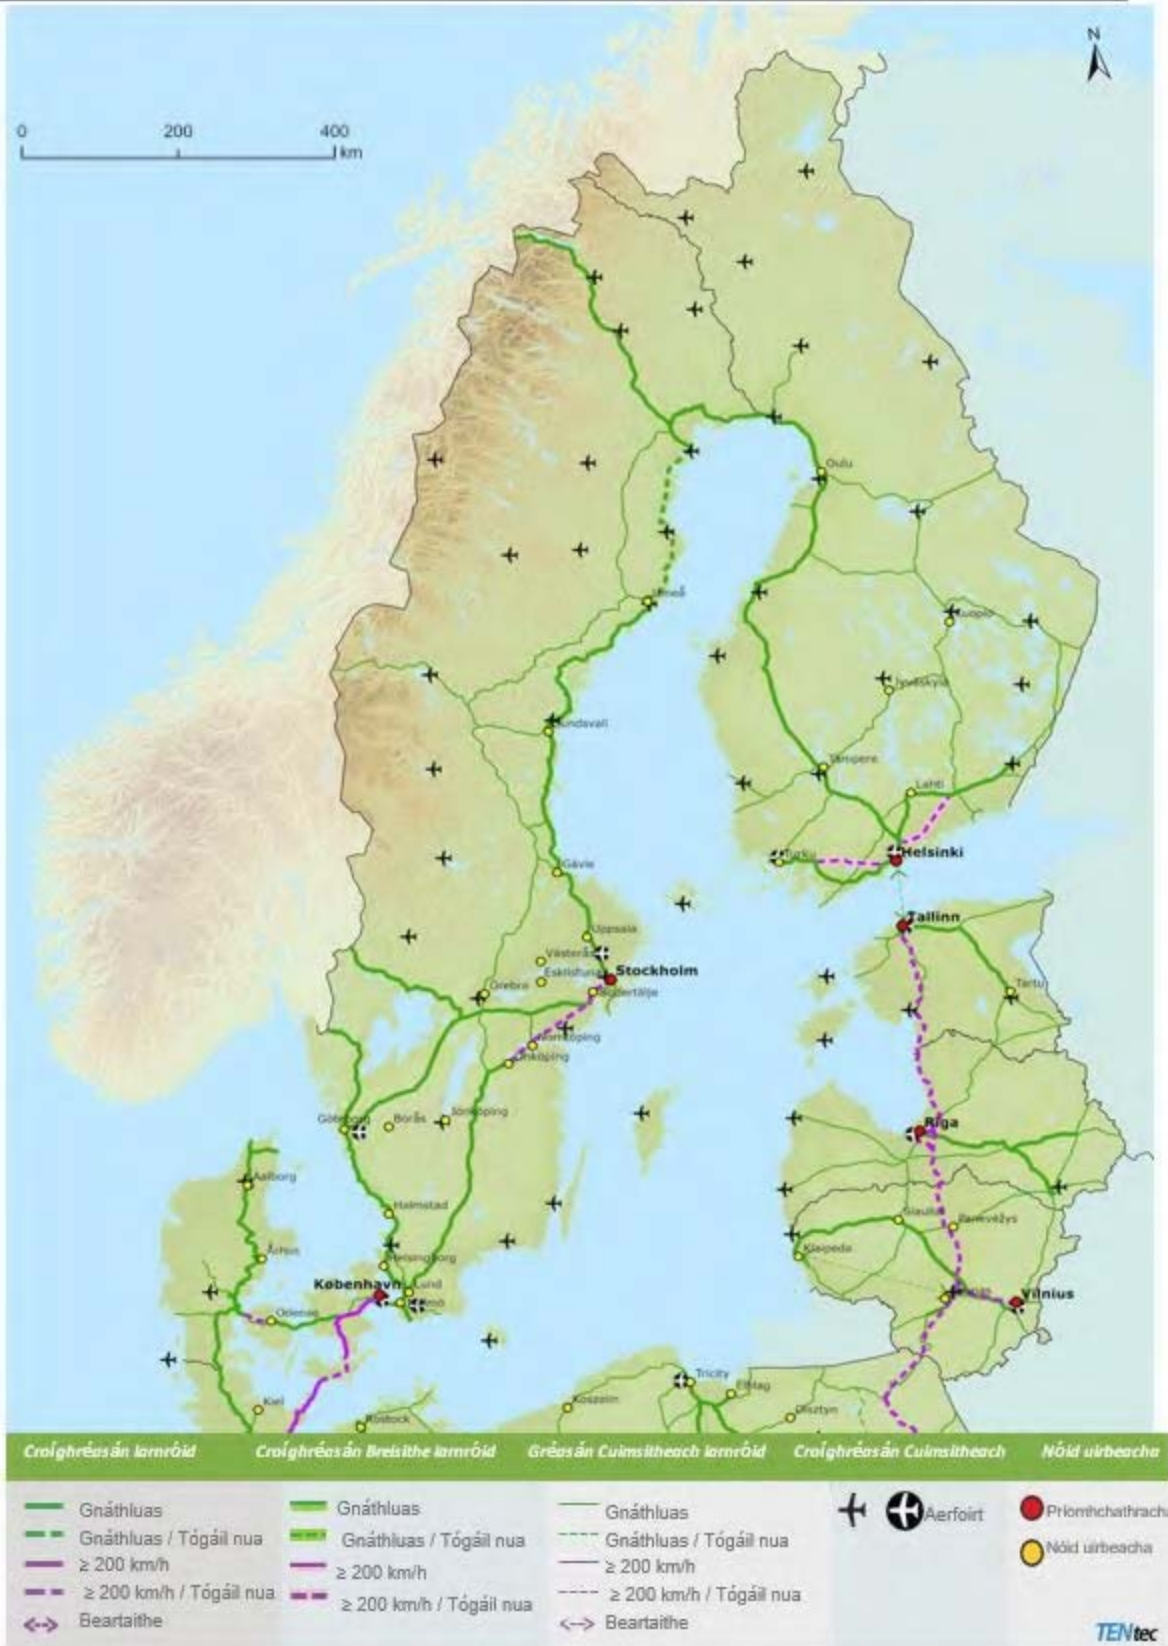 N
0 200 400
km
Oulu
Umeå
Kuopio
Jyväskylä
Sundsvall
Tampere
Lahti
Turku
Helsinki
Gävle
Tallinn
Uppsala
Västerås
Eskilstuna
Stockholm
Örebro
Södertälje
Tartu
Norrköping
Linköping
Göteborg
Borås
Jönköping
Riga
Aalborg
Halmstad
Siauliai
Panevėžys
Århus
Helsingborg
Klaipeda
København
Lund
Malmö
Odense
Kaunas
Vilnius
Tricity
Elblag
Kiel
Koszalin
Olsztyn
Rostock
Croíghréasán Iarnróid Croíghréasán Breisithe Iarnróid Gréasán Cuimsitheach Iarnróid Croíghréasán Cuimsitheach Nóid uirbeacha
Gnáthluas Gnáthluas Gnáthluas Aerfoirt Príomhchathracha
Gnáthluas / Tógáil nua Gnáthluas / Tógáil nua Gnáthluas / Tógáil nua Nóid uirbeacha
≥ 200 km/h ≥ 200 km/h ≥ 200 km/h
≥ 200 km/h / Tógáil nua ≥ 200 km/h / Tógáil nua ≥ 200 km/h / Tógáil nua
Beartaithe Beartaithe
TENtec